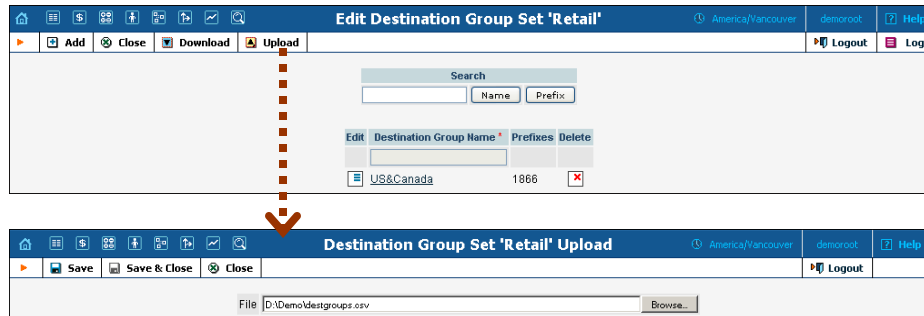 Edit Destination Group Set 'Retail' America/Vancouver demoroot ? Help
Add Close Download Upload Logout Log
Search
Name Prefix
Edit Destination Group Name * Prefixes Delete
US&Canada 1866
Destination Group Set 'Retail' Upload America/Vancouver demoroot ? Help
Save Save & Close Close Logout
File D:\Demo\destgroups.csv Browse...